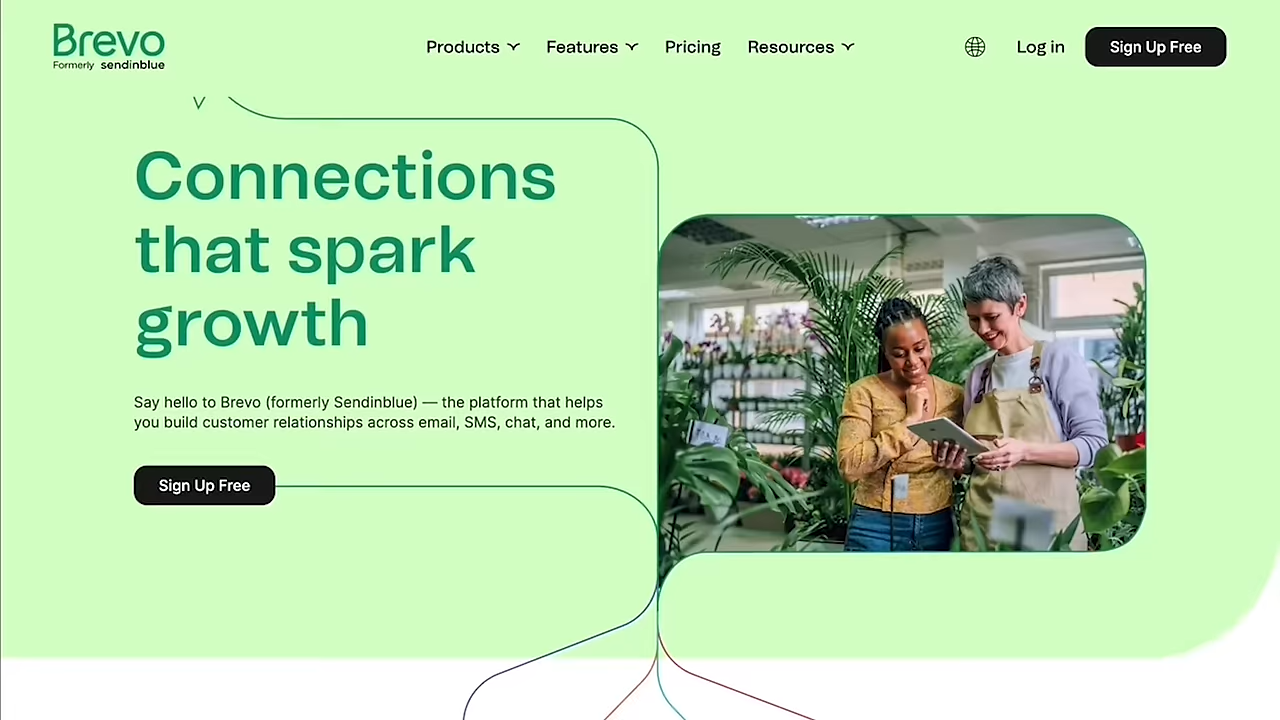 Brevo
Formerly sendinblue
Products
Features
Pricing
Resources
Log in
Sign Up Free
Connections
that spark
growth
Say hello to Brevo (formerly Sendinblue) — the platform that helps
you build customer relationships across email, SMS, chat, and more.
Sign Up Free